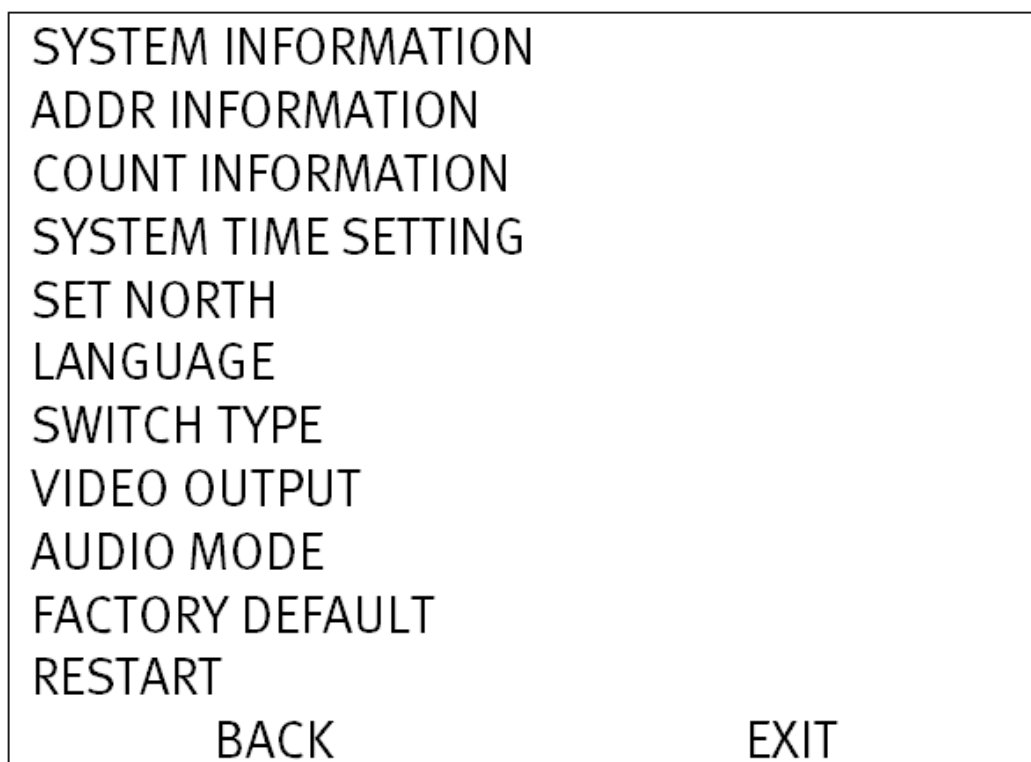 SYSTEM INFORMATION
ADDR INFORMATION
COUNT INFORMATION
SYSTEM TIME SETTING
SET NORTH
LANGUAGE
SWITCH TYPE
VIDEO OUTPUT
AUDIO MODE
FACTORY DEFAULT
RESTART
BACK EXIT